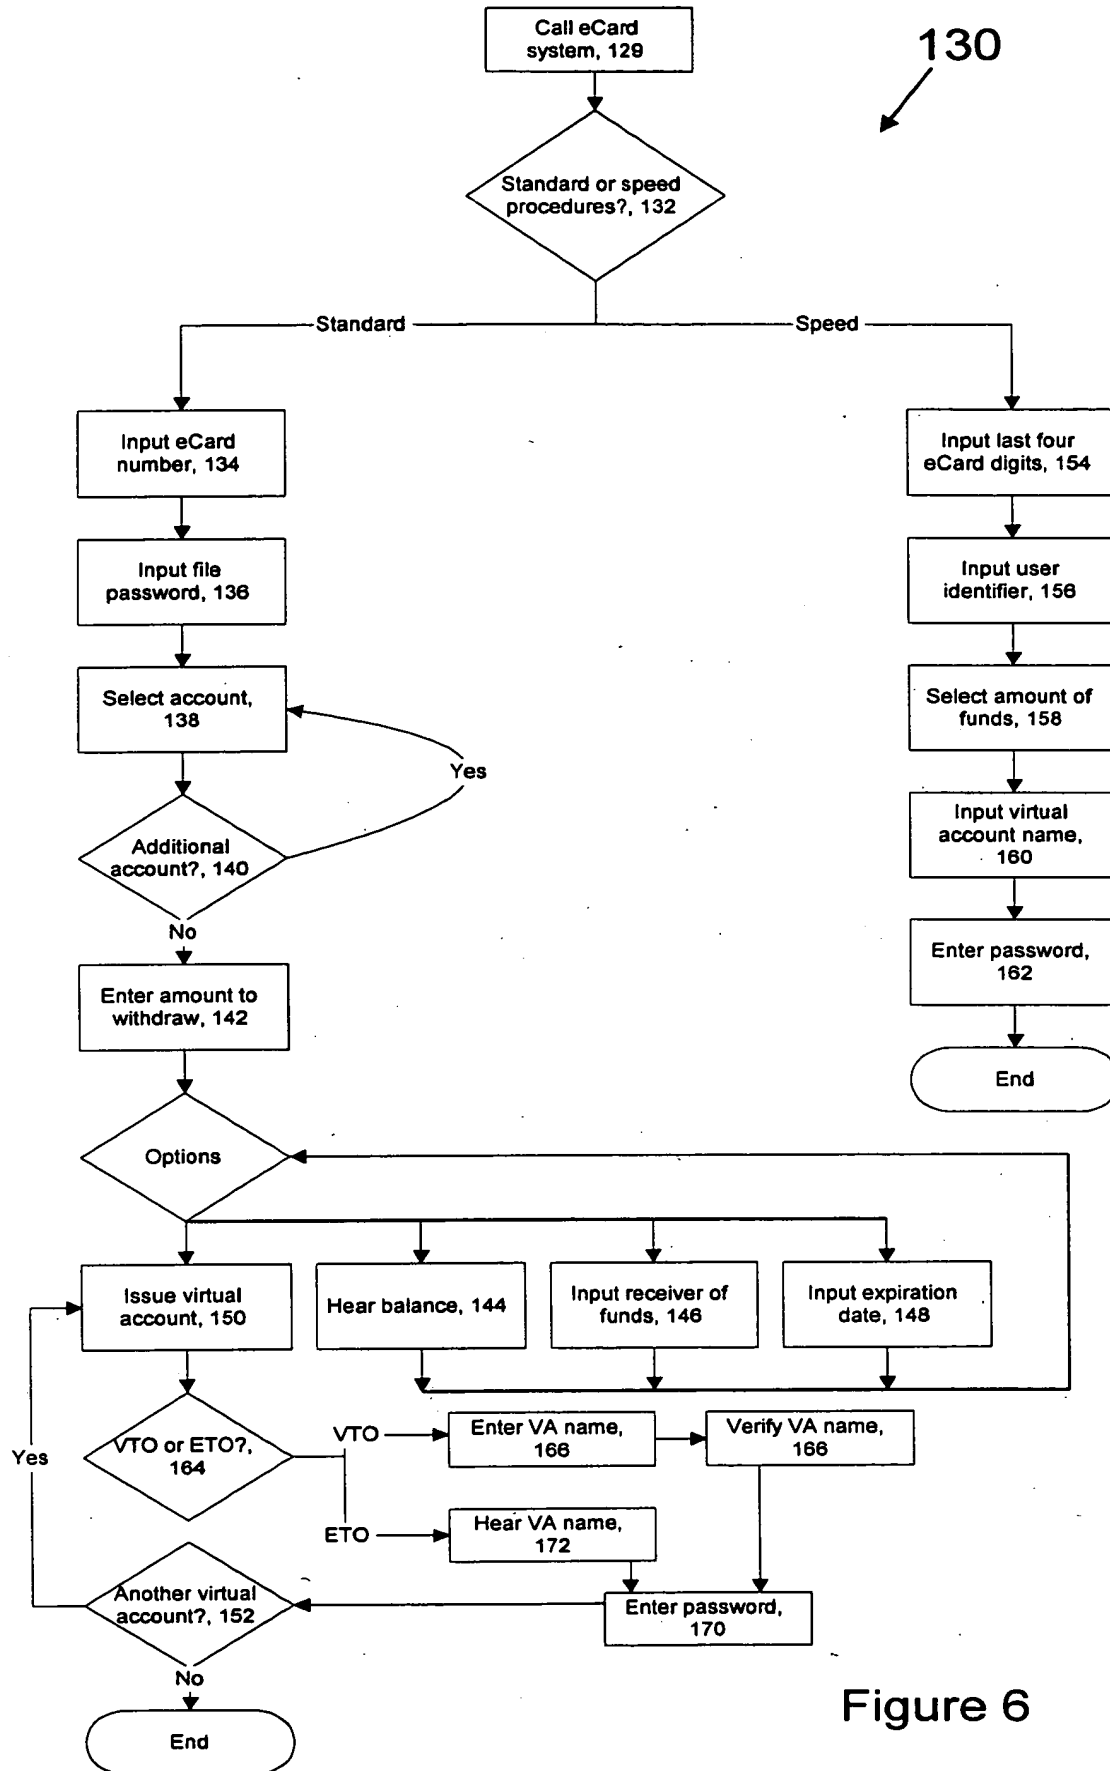 Call eCard
system, 129
130
Standard or speed
procedures?, 132
Standard
Speed
Input eCard
number, 134
Input last four
eCard digits, 154
Input file
password, 136
Input user
identifier, 156
Select account,
138
Select amount of
funds, 158
Yes
Additional
account?, 140
Input virtual
account name,
160
No
Enter password,
162
Enter amount to
withdraw, 142
End
Options
Issue virtual
account, 150
Hear balance, 144
Input receiver of
funds, 146
Input expiration
date, 148
VTO or ETO?,
164
VTO
Enter VA name,
166
Verify VA name,
166
Yes
ETO
Hear VA name,
172
Another virtual
account?, 152
Enter password,
170
No
End
Figure 6